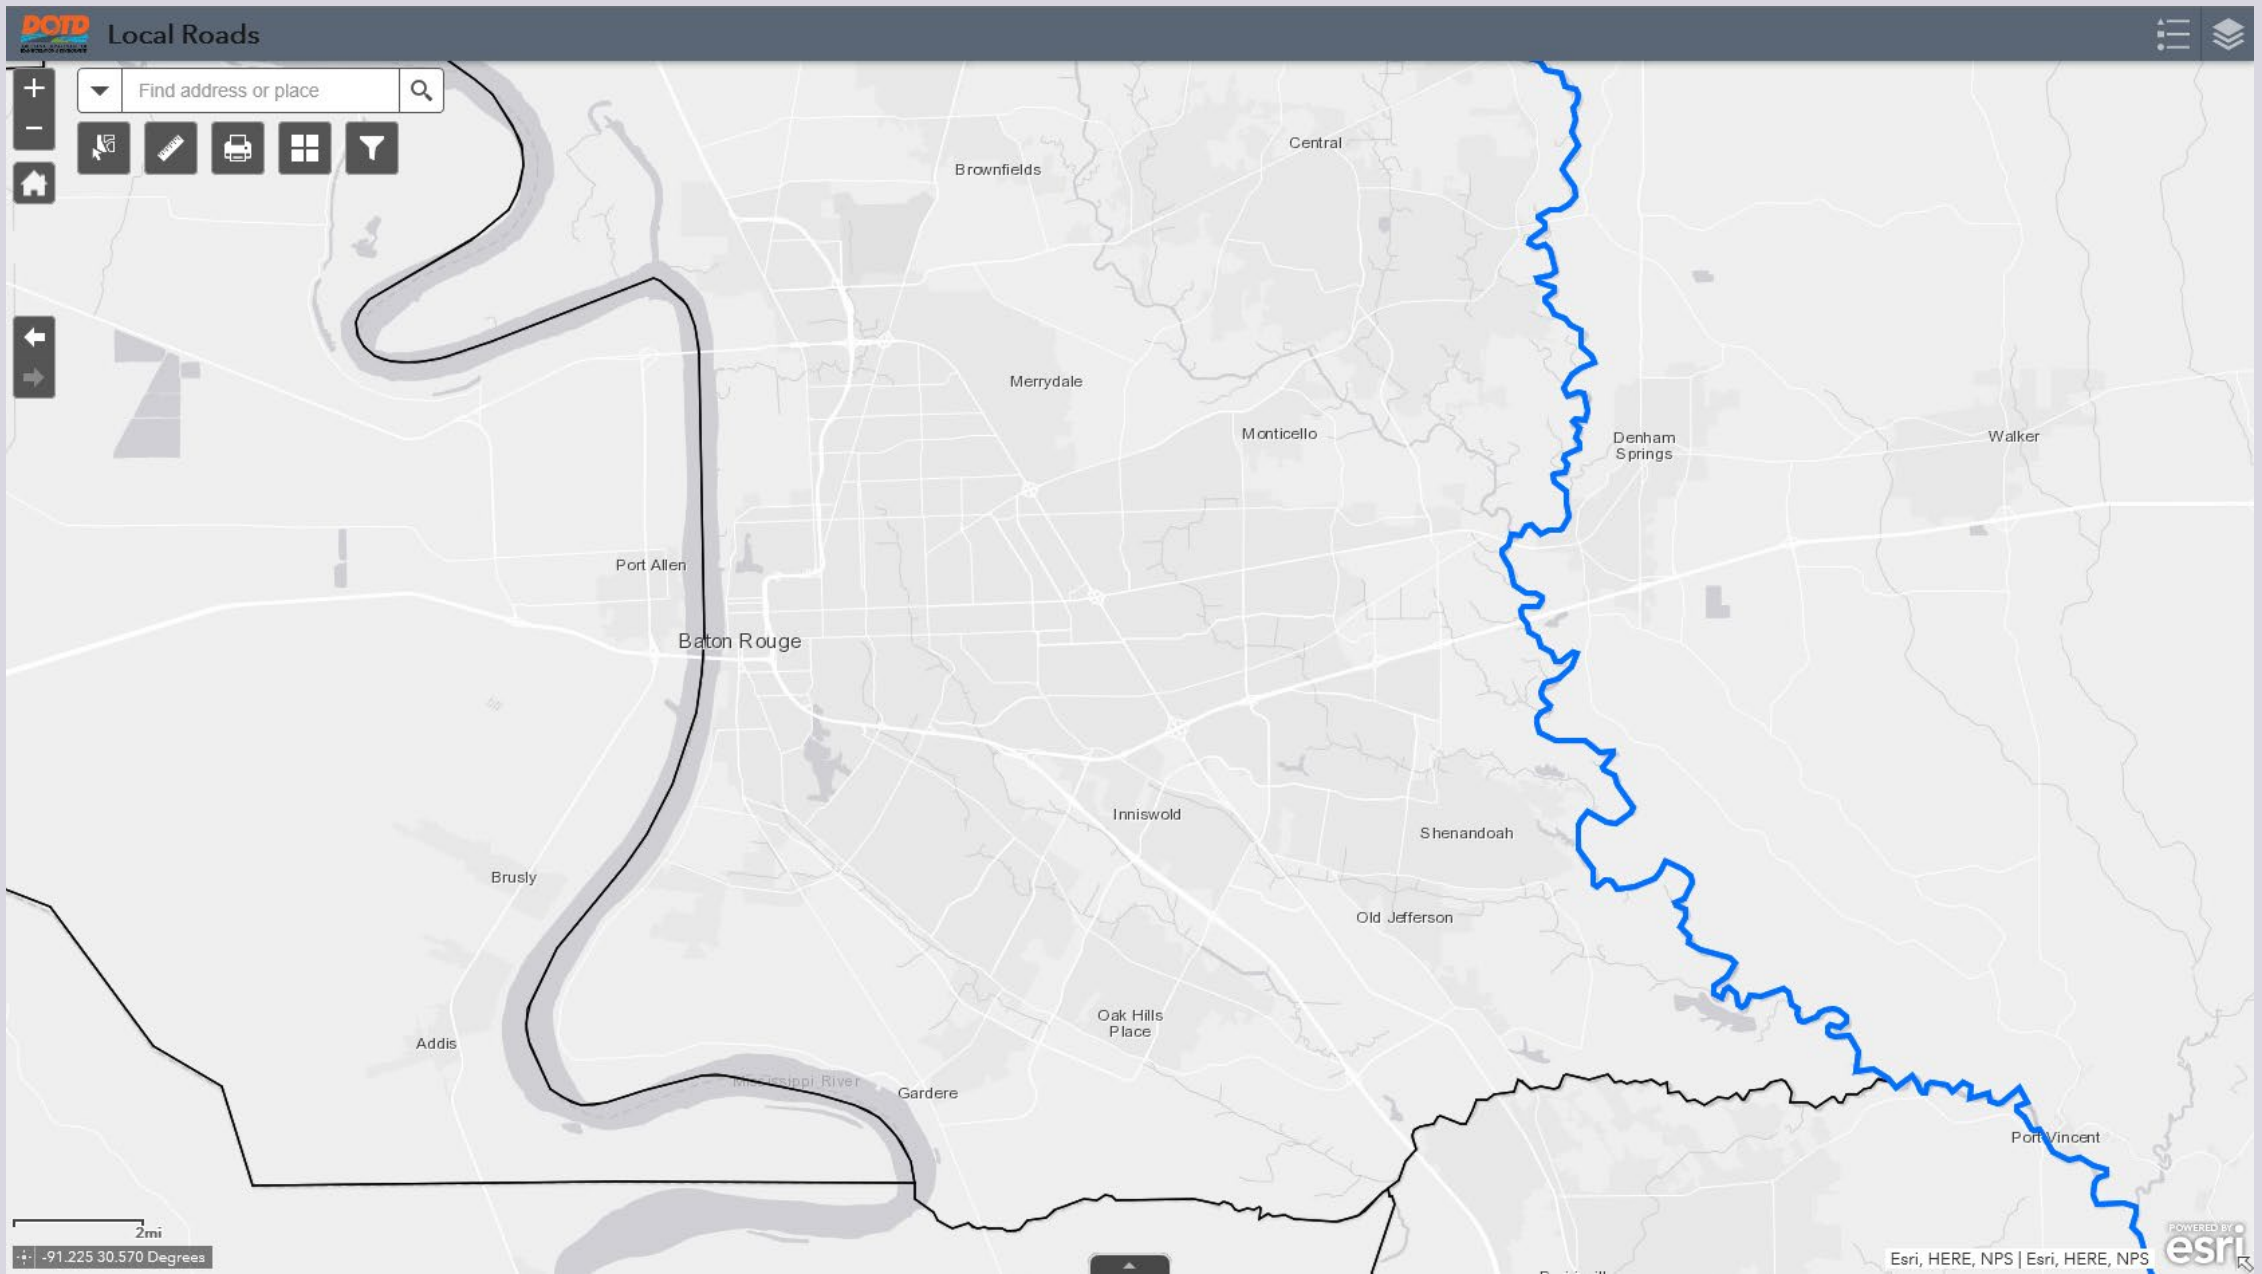 DOTD
Local Roads
Find address or place
Central
Brownfields
Merrydale
Monticello
Denham
Springs
Walker
Port Allen
Baton Rouge
Inniswold
Shenandoah
Brusly
Old Jefferson
Oak Hills
Place
Addis
Mississippi River
Gardere
Port Vincent
2mi
-91.225 30.570 Degrees
Esri, HERE, NPS | Esri, HERE, NPS
POWERED BY
esri